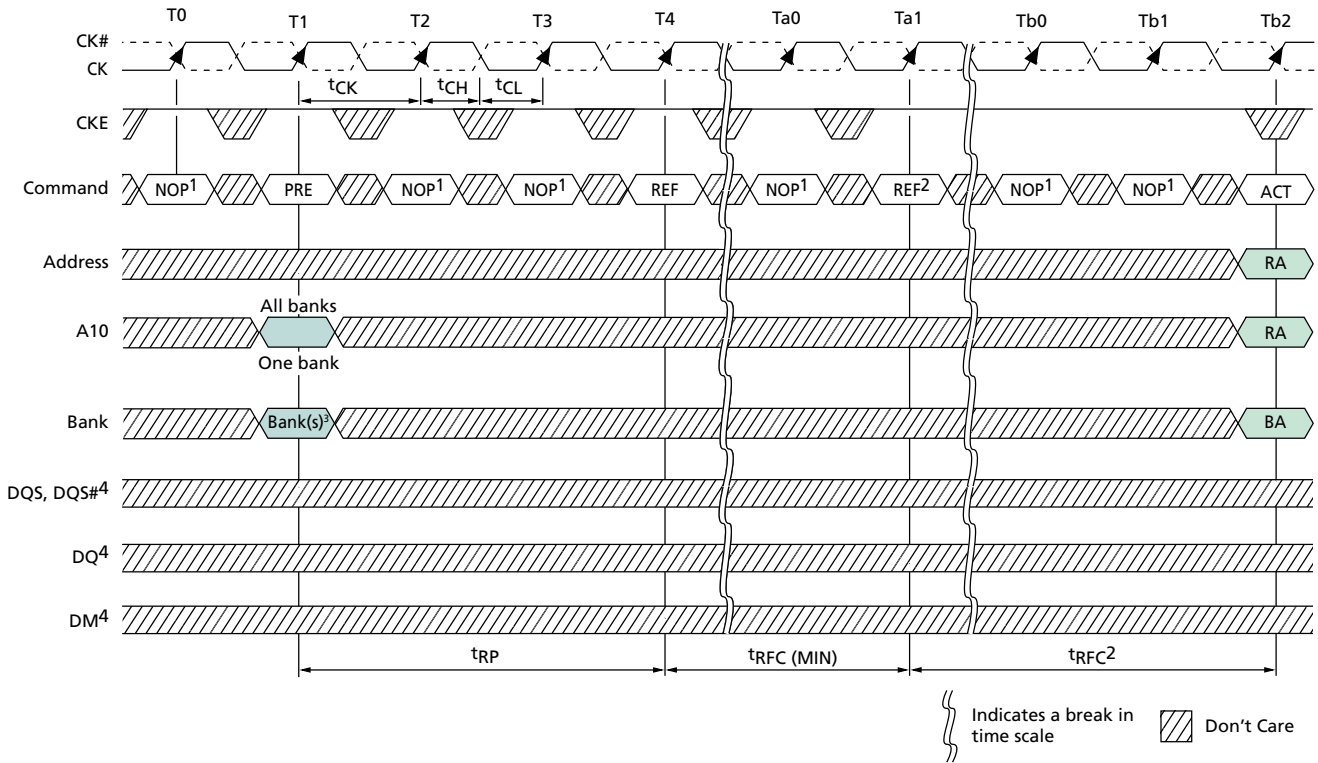 T0 T1 T2 T3 T4 Ta0 Ta1 Tb0 Tb1 Tb2
CK#
CK
tCK tCH tCL
CKE
Command NOP1 PRE NOP1 NOP1 REF NOP1 REF2 NOP1 NOP1 ACT
Address RA
All banks
A10 RA
One bank
Bank Bank(s)3 BA
DQS, DQS#4
DQ4
DM4
tRP tRFC (MIN) tRFC2
Indicates a break in
time scale
Don't Care